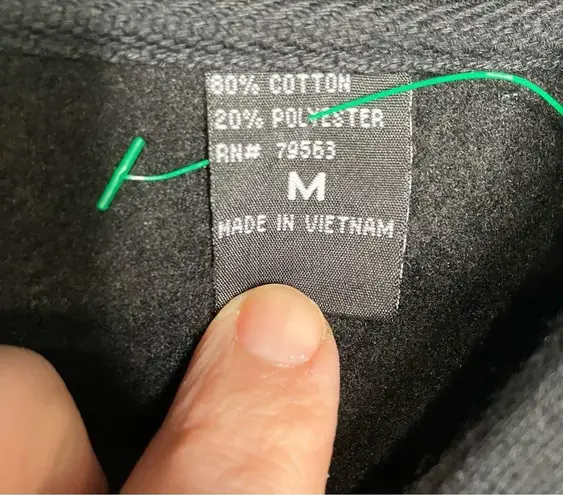 80% COTTON
20% POLYESTER
RN# 79563
M
MADE IN VIETNAM